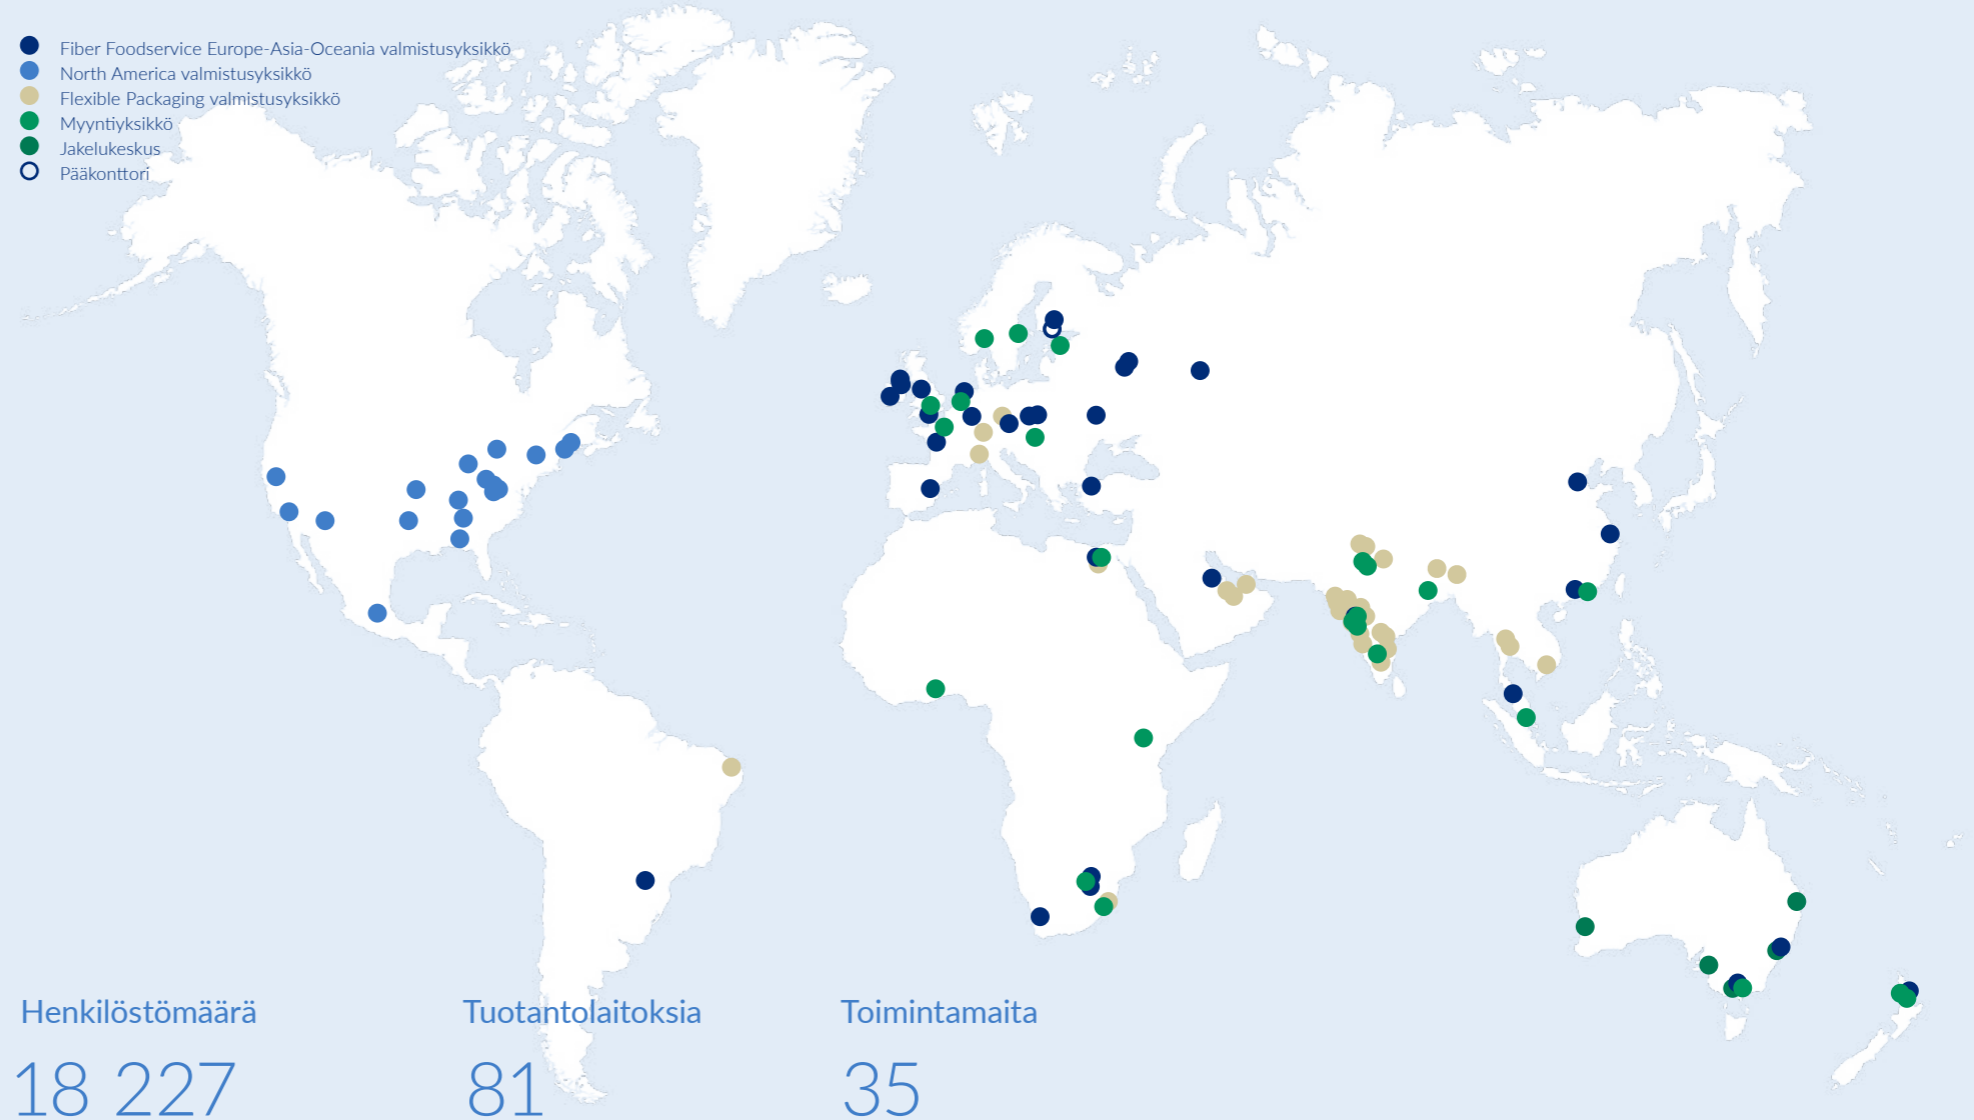 Fiber Foodservice Europe-Asia-Oceania valmistusyksikkö
North America valmistusyksikkö
Flexible Packaging valmistusyksikkö
Myyntiyksikkö
Jakelukeskus
Pääkonttori
Henkilöstömäärä
18 227
Tuotantolaitoksia
81
Toimintamaita
35